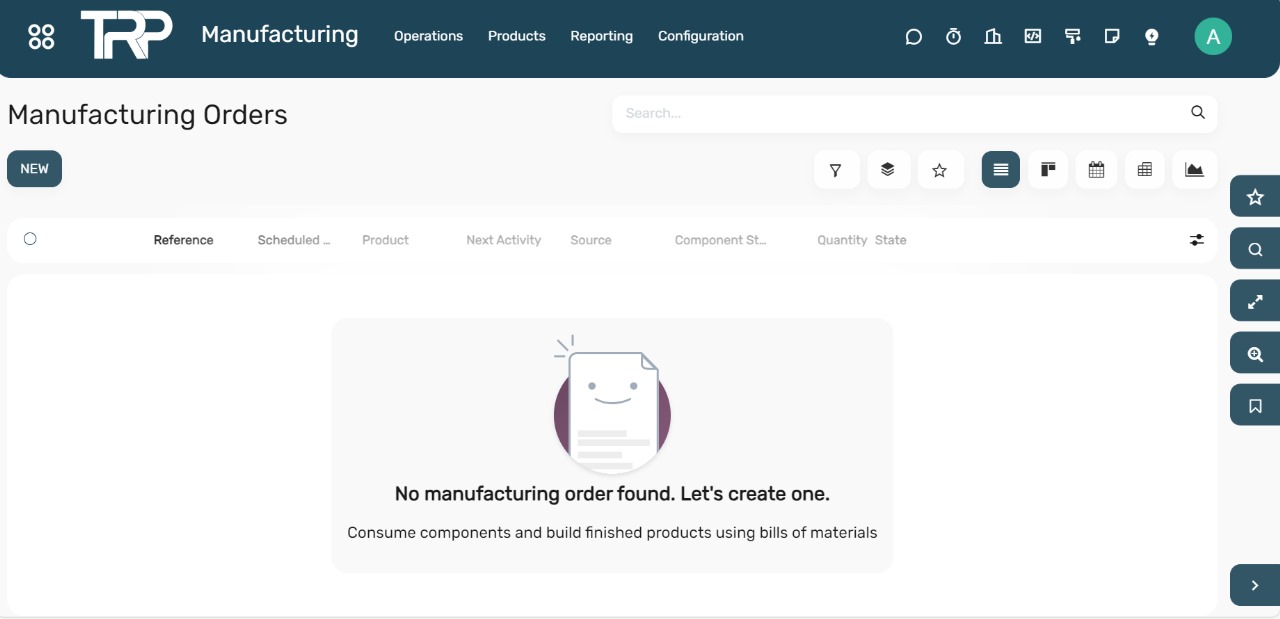 TRP Manufacturing Operations Products Reporting Configuration A
Manufacturing Orders
Search...
NEW
Reference Scheduled ... Product Next Activity Source Component St... Quantity State
No manufacturing order found. Let's create one.
Consume components and build finished products using bills of materials